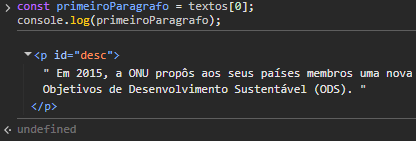 const primeiroParagrafo = textos[0];
console.log(primeiroParagrafo);
<p id="desc">
" Em 2015, a ONU propôs aos seus países membros uma nova
Objetivos de Desenvolvimento Sustentável (ODS). "
</p>
undefined